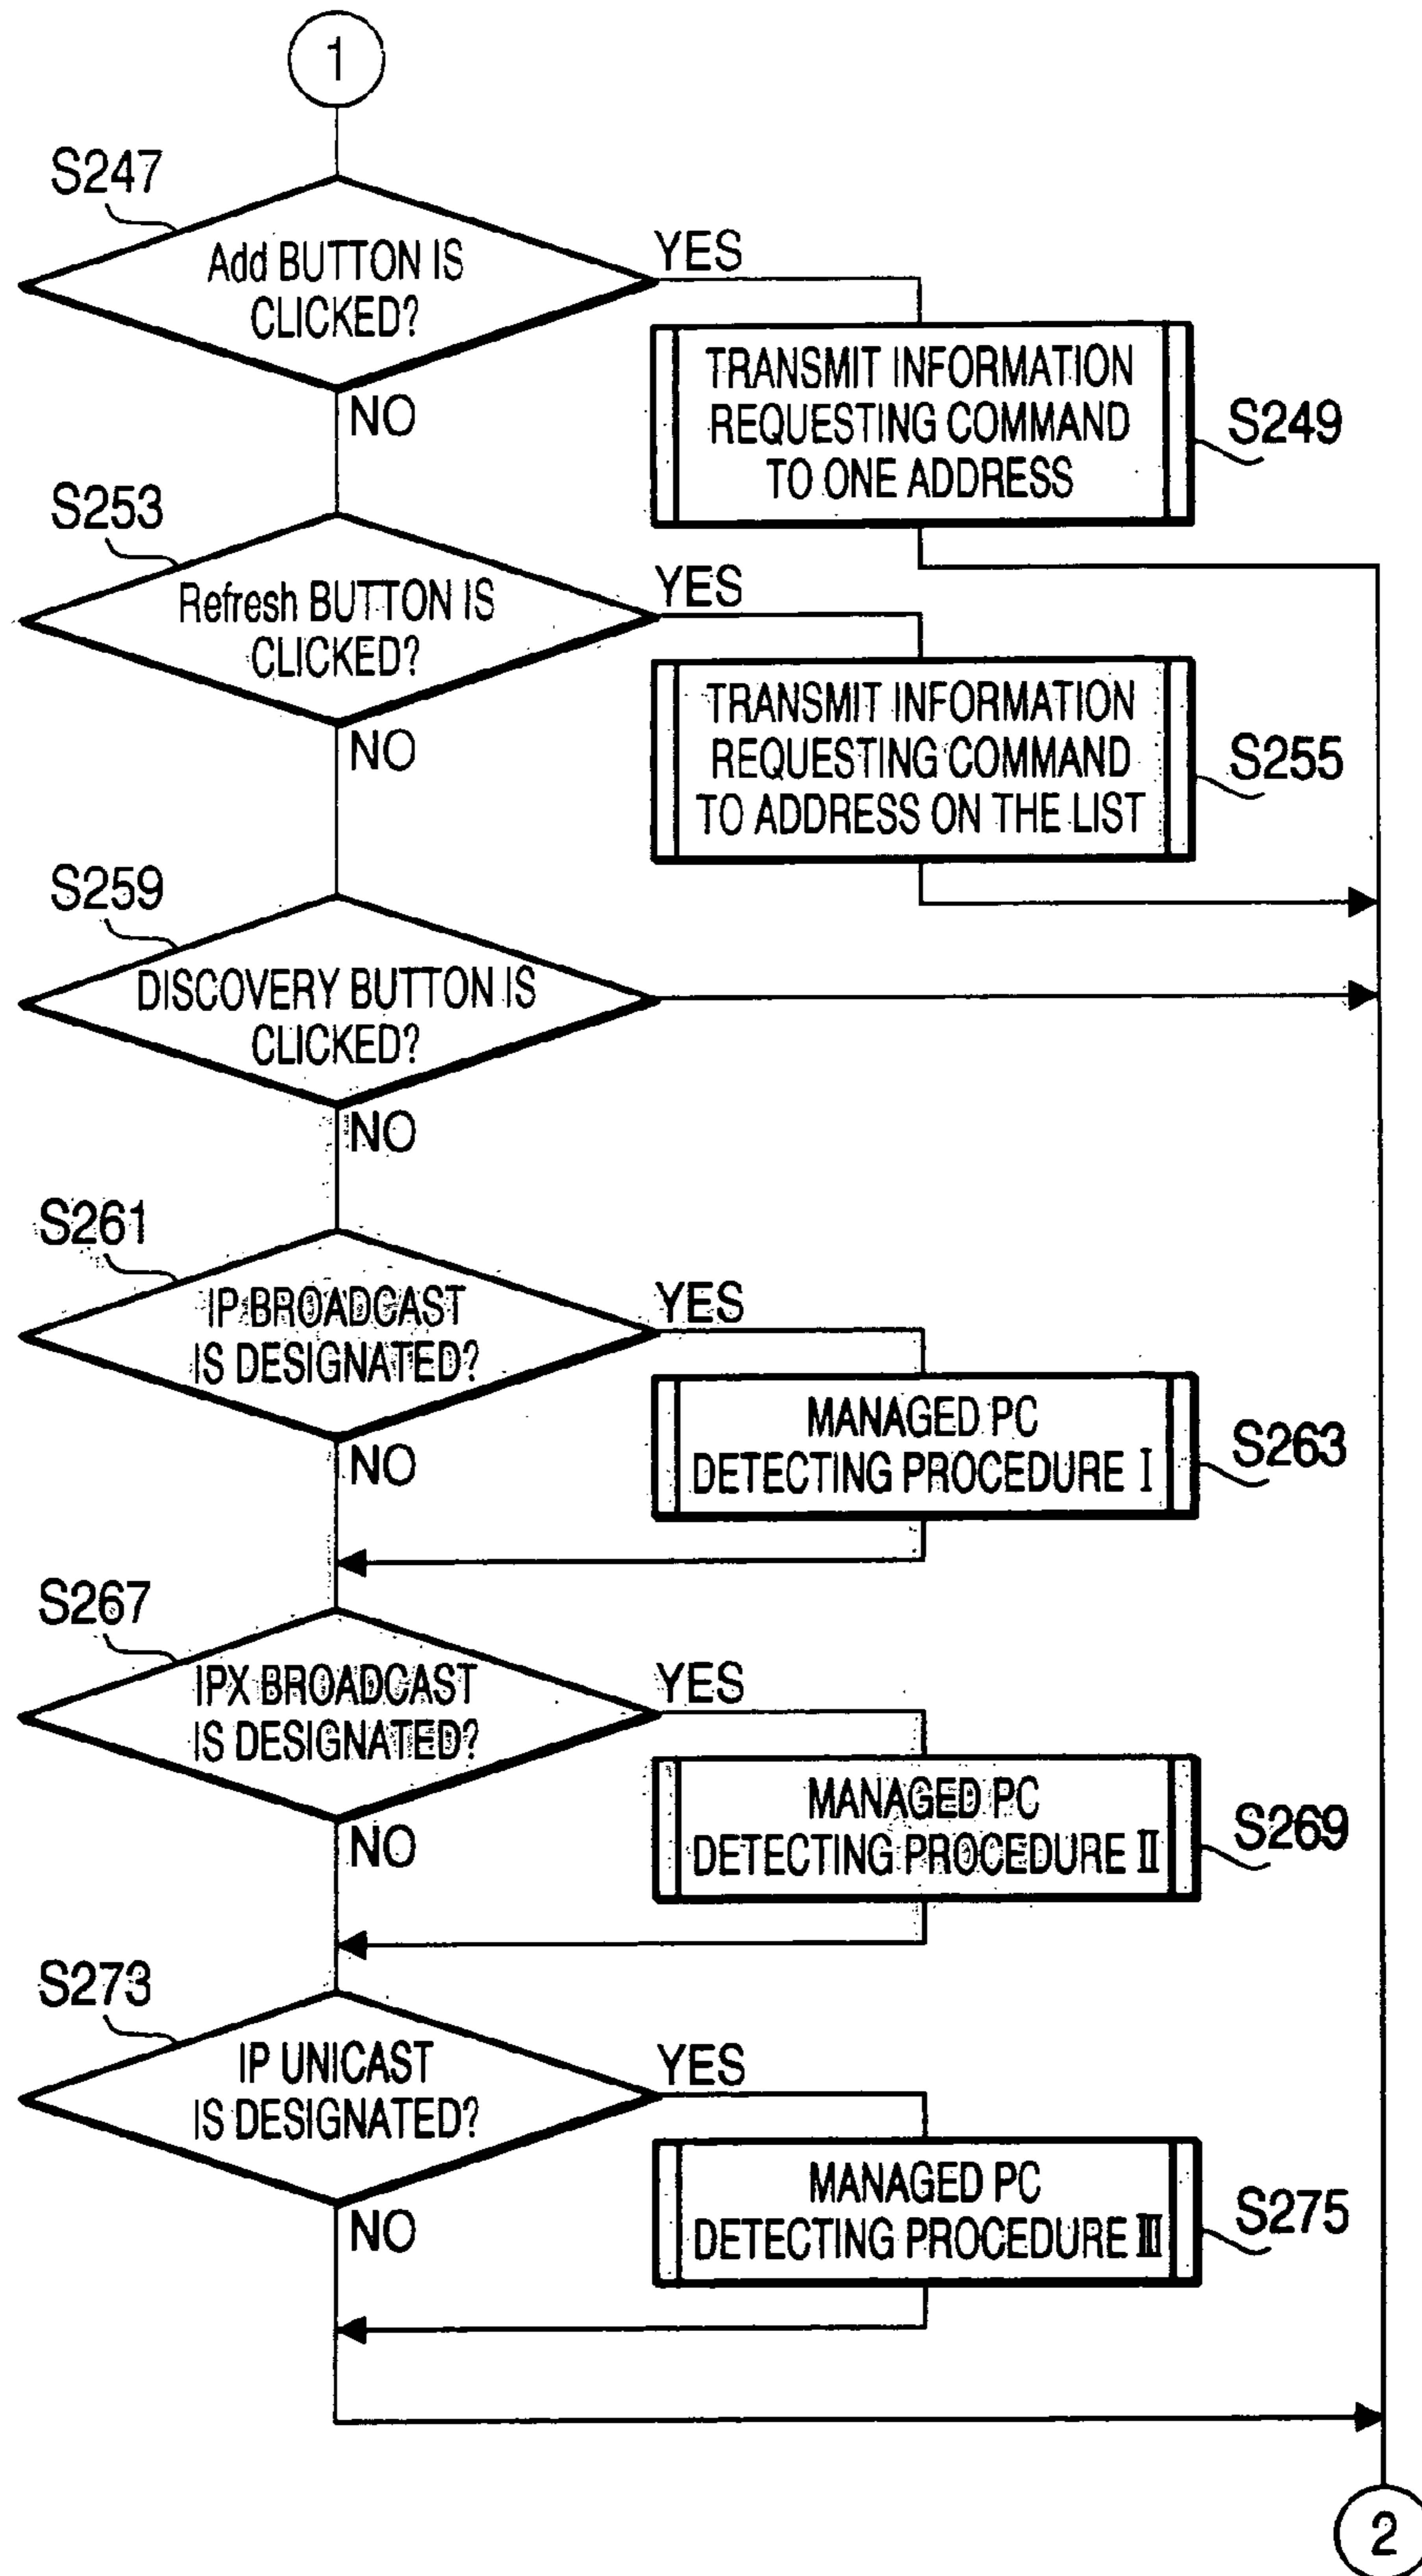 1
S247
Add BUTTON IS
CLICKED?
YES
NO
TRANSMIT INFORMATION
REQUESTING COMMAND
TO ONE ADDRESS
S249
S253
Refresh BUTTON IS
CLICKED?
YES
NO
TRANSMIT INFORMATION
REQUESTING COMMAND
TO ADDRESS ON THE LIST
S255
S259
DISCOVERY BUTTON IS
CLICKED?
NO
S261
IP BROADCAST
IS DESIGNATED?
YES
NO
MANAGED PC
DETECTING PROCEDURE I
S263
S267
IPX BROADCAST
IS DESIGNATED?
YES
NO
MANAGED PC
DETECTING PROCEDURE II
S269
S273
IP UNICAST
IS DESIGNATED?
YES
NO
MANAGED PC
DETECTING PROCEDURE III
S275
2